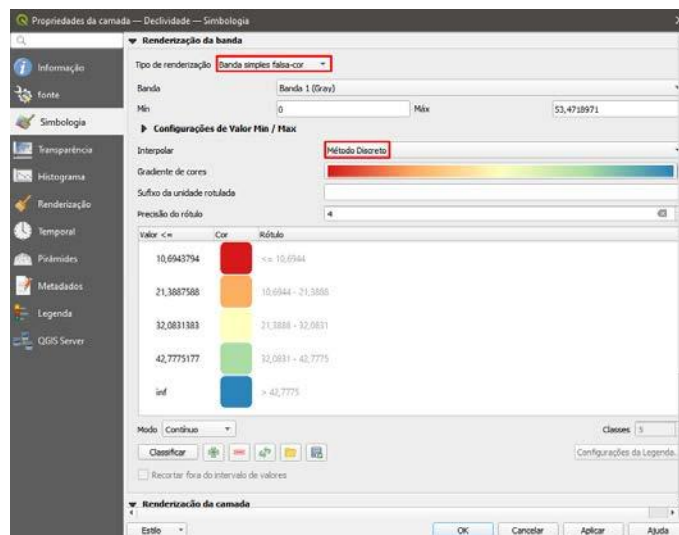 Propriedades da camada — Declividade — Simbologia
Informação
fonte
Simbologia
Transparência
Histograma
Renderização
Temporal
Pirâmides
Metadados
Legenda
QGIS Server
Renderização da banda
Tipo de renderização Banda simples falsa-cor
Banda Banda 1 (Gray)
Mín 0 Máx 53,4718971
Configurações de Valor Min / Max
Interpolar Método Discreto
Gradiente de cores
Sufixo da unidade rotulada
Precisão do rótulo 4
Valor <= Cor Rótulo
10,6943794 <= 10,6944
21,3887588 10,6944 - 21,3888
32,0831383 21,3888 - 32,0831
42,7775177 32,0831 - 42,7775
inf > 42,7775
Modo Contínuo Classes 5
Classificar Configurações da Legenda...
Recortar fora do intervalo de valores
Renderização da camada
Estilo OK Cancelar Aplicar Ajuda